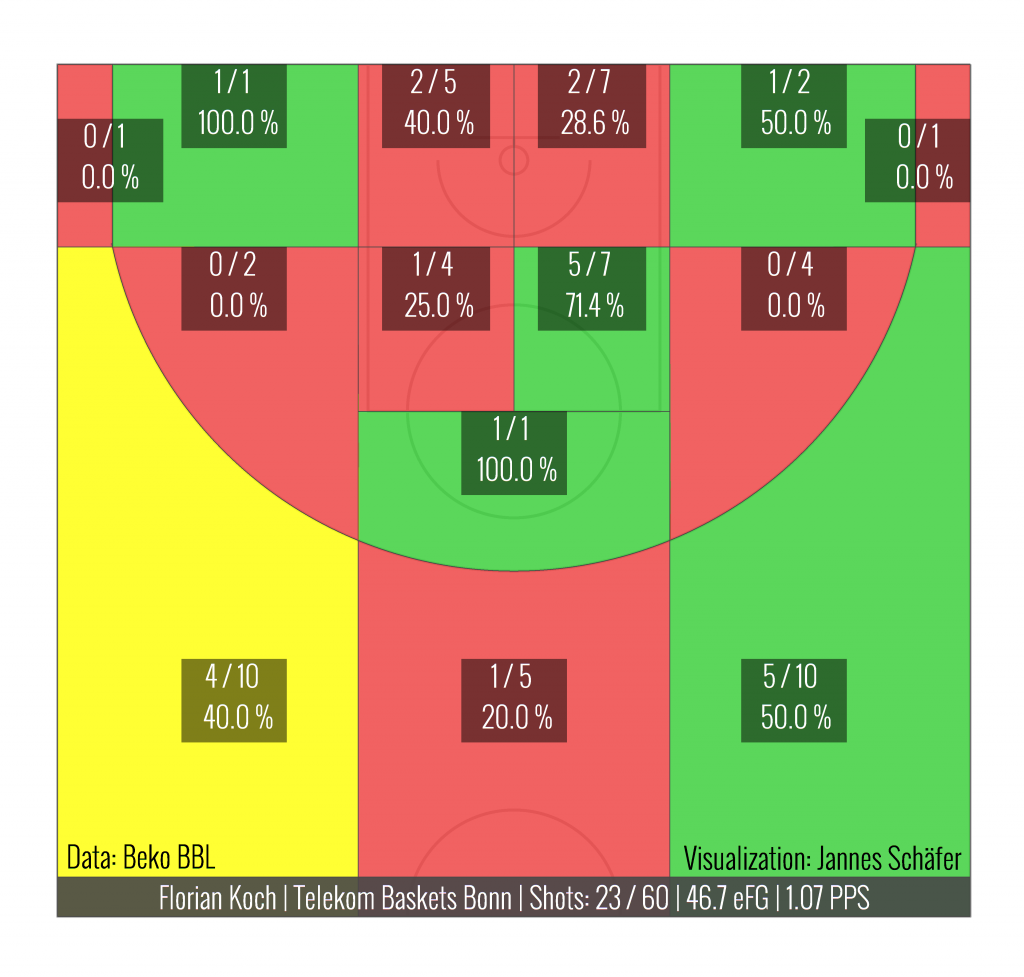 1 / 1
100.0 %
2 / 5
40.0 %
2 / 7
28.6 %
1 / 2
50.0 %
0 / 1
0.0 %
0 / 1
0.0 %
0 / 2
0.0 %
1 / 4
25.0 %
5 / 7
71.4 %
0 / 4
0.0 %
1 / 1
100.0 %
4 / 10
40.0 %
1 / 5
20.0 %
5 / 10
50.0 %
Data: Beko BBL
Visualization: Jannes Schäfer
Florian Koch | Telekom Baskets Bonn | Shots: 23 / 60 | 46.7 eFG | 1.07 PPS